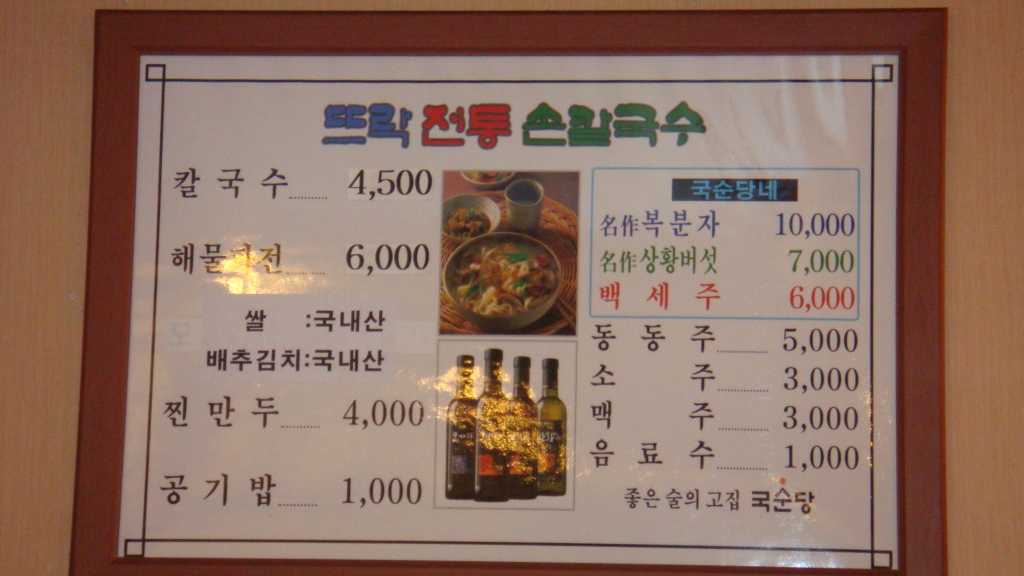 뜨락 전통 손칼국수
칼국수 4,500
해물파전 6,000
쌀 :국내산
배추김치:국내산
찐만두 4,000
공기밥 1,000
국순당네
名作복분자 10,000
名作상황버섯 7,000
백세주 6,000
동동주 5,000
소주 3,000
맥주 3,000
음료수 1,000
좋은 술의 고집 국순당